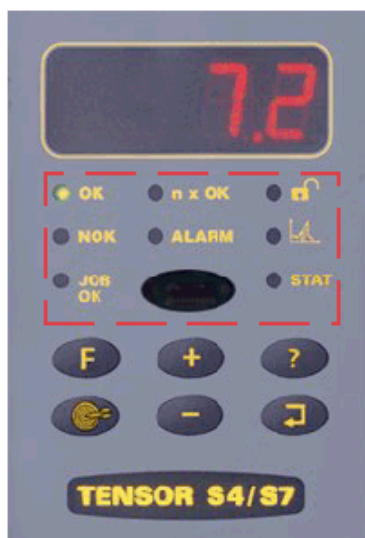 7.2
OK n x OK
NOK ALARM
JOB OK STAT
F + ?
-
TENSOR S4/S7